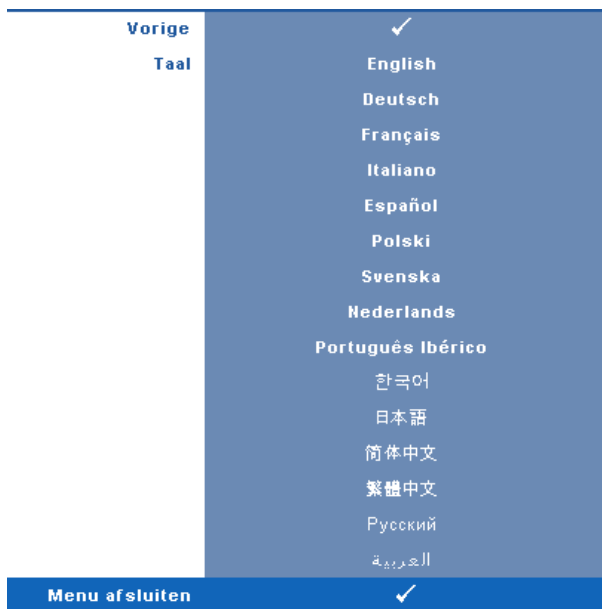 Vorige ✓
Taal English
Deutsch
Français
Italiano
Español
Polski
Svenska
Nederlands
Português Ibérico
한국어
日本語
简体中文
繁體中文
Русский
العربية
Menu afsluiten ✓